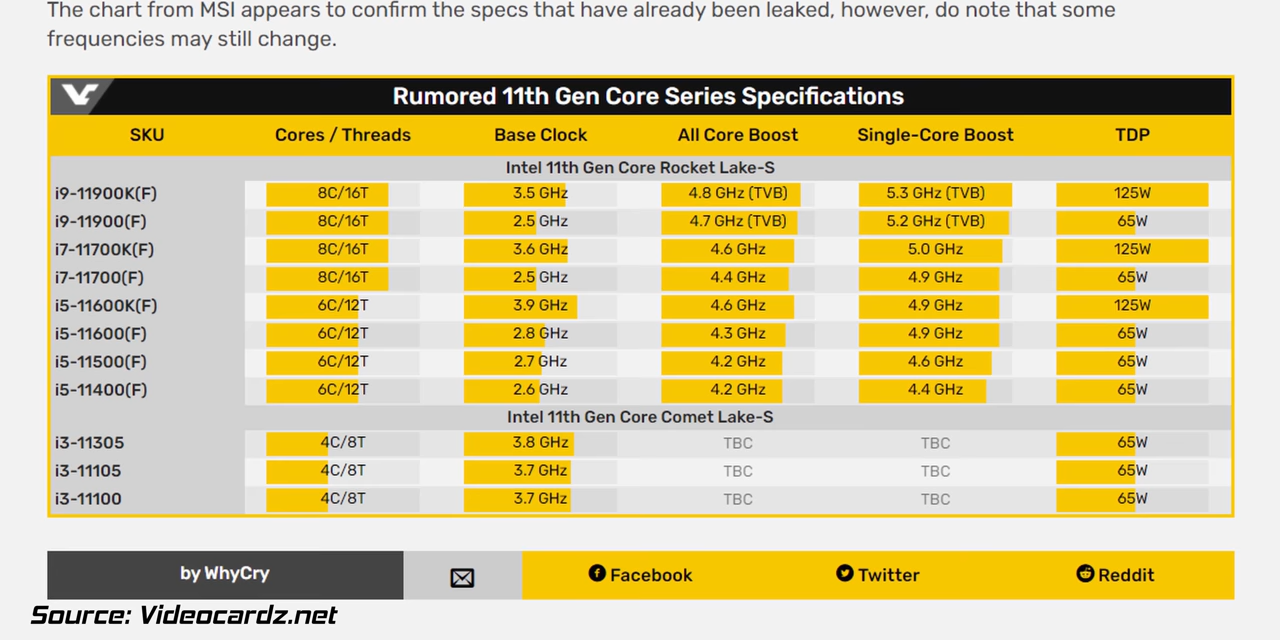 The chart from MSI appears to confirm the specs that have already been leaked, however, do note that some
frequencies may still change.
Rumored 11th Gen Core Series Specifications
SKU Cores / Threads Base Clock All Core Boost Single-Core Boost TDP
Intel 11th Gen Core Rocket Lake-S
i9-11900K(F) 8C/16T 3.5 GHz 4.8 GHz (TVB) 5.3 GHz (TVB) 125W
i9-11900(F) 8C/16T 2.5 GHz 4.7 GHz (TVB) 5.2 GHz (TVB) 65W
i7-11700K(F) 8C/16T 3.6 GHz 4.6 GHz 5.0 GHz 125W
i7-11700(F) 8C/16T 2.5 GHz 4.4 GHz 4.9 GHz 65W
i5-11600K(F) 6C/12T 3.9 GHz 4.6 GHz 4.9 GHz 125W
i5-11600(F) 6C/12T 2.8 GHz 4.3 GHz 4.9 GHz 65W
i5-11500(F) 6C/12T 2.7 GHz 4.2 GHz 4.6 GHz 65W
i5-11400(F) 6C/12T 2.6 GHz 4.2 GHz 4.4 GHz 65W
Intel 11th Gen Core Comet Lake-S
i3-11305 4C/8T 3.8 GHz TBC TBC 65W
i3-11105 4C/8T 3.7 GHz TBC TBC 65W
i3-11100 4C/8T 3.7 GHz TBC TBC 65W
by WhyCry Facebook Twitter Reddit
Source: Videocardz.net